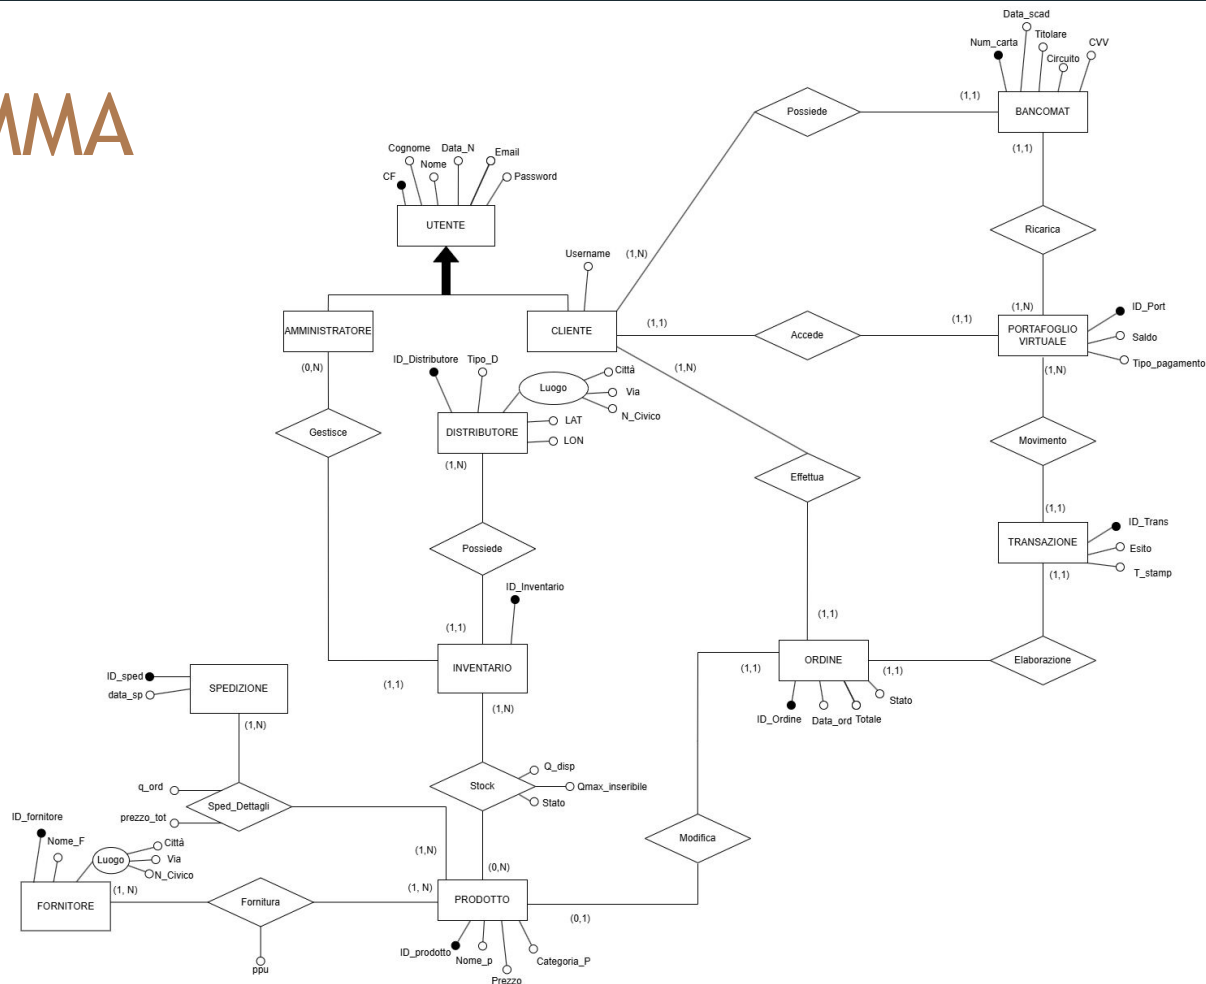 MMA
Data_scad
Titolare
Num_carta
CVV
Circuito
(1,1)
Possiede
BANCOMAT
(1,1)
Cognome
Data_N
Email
Nome
CF
Password
UTENTE
Ricarica
Username
(1,N)
(1,N)
ID_Port
AMMINISTRATORE
CLIENTE
(1,1)
Accede
(1,1)
PORTAFOGLIO
VIRTUALE
Saldo
Tipo_pagamento
(0,N)
ID_Distributore
Tipo_D
Luogo
Città
Via
N_Civico
(1,N)
(1,N)
Gestisce
DISTRIBUTORE
LAT
LON
Movimento
(1,N)
Effettua
(1,1)
ID_Trans
TRANSAZIONE
Esito
T_stamp
Possiede
(1,1)
ID_Inventario
(1,1)
(1,1)
INVENTARIO
(1,1)
ORDINE
(1,1)
Elaborazione
ID_sped
SPEDIZIONE
data_sp
(1,1)
(1,N)
Stato
ID_Ordine
Data_ord
Totale
(1,N)
Q_disp
q_ord
Stock
Qmax_inseribile
Sped_Dettagli
Stato
prezzo_tot
ID_fornitore
Nome_F
Città
Modifica
Luogo
Via
N_Civico
(1,N)
(0,N)
(1, N)
(1, N)
FORNITORE
Fornitura
PRODOTTO
(0,1)
ID_prodotto
Nome_p
Categoria_P
ppu
Prezzo